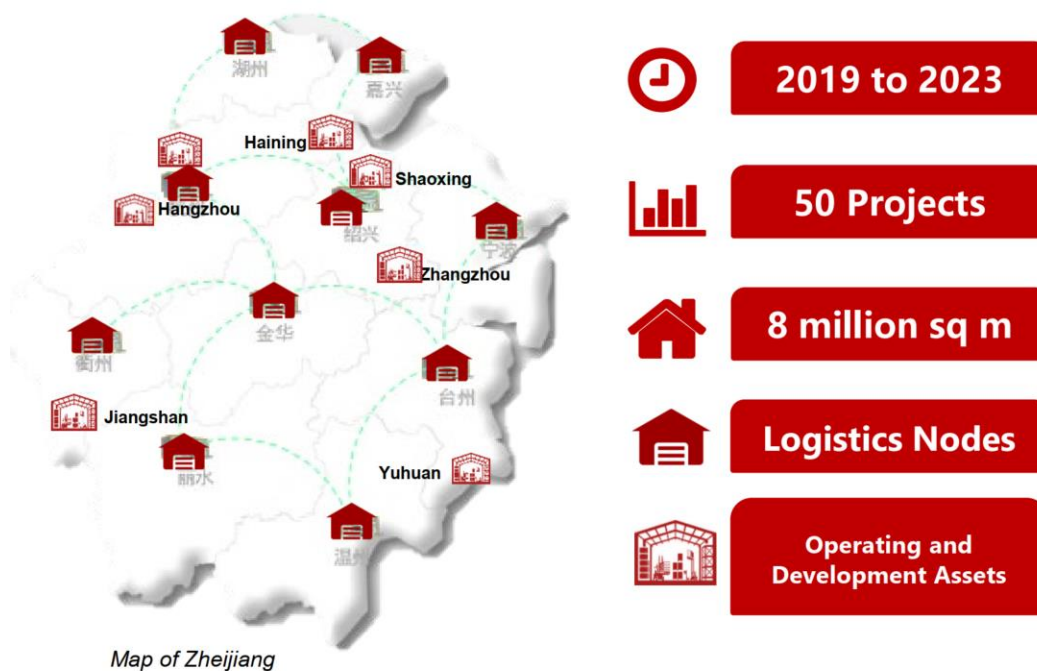 湖州
嘉兴
Haining
Shaoxing
Hangzhou
绍兴
宁波
Zhangzhou
金华
衢州
台州
Jiangshan
丽水
Yuhuan
温州
Map of Zheijiang
2019 to 2023
50 Projects
8 million sq m
Logistics Nodes
Operating and
Development Assets